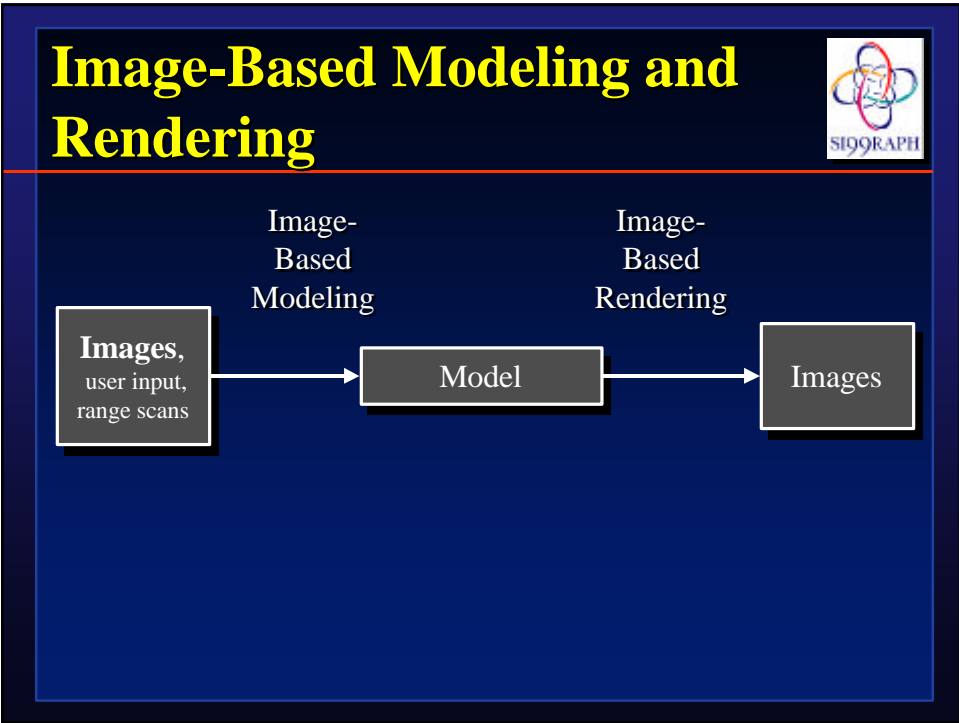 Image-Based Modeling and
Rendering
SI99RAPH
Image-
Based
Modeling
Image-
Based
Rendering
Images,
user input,
range scans
Model
Images